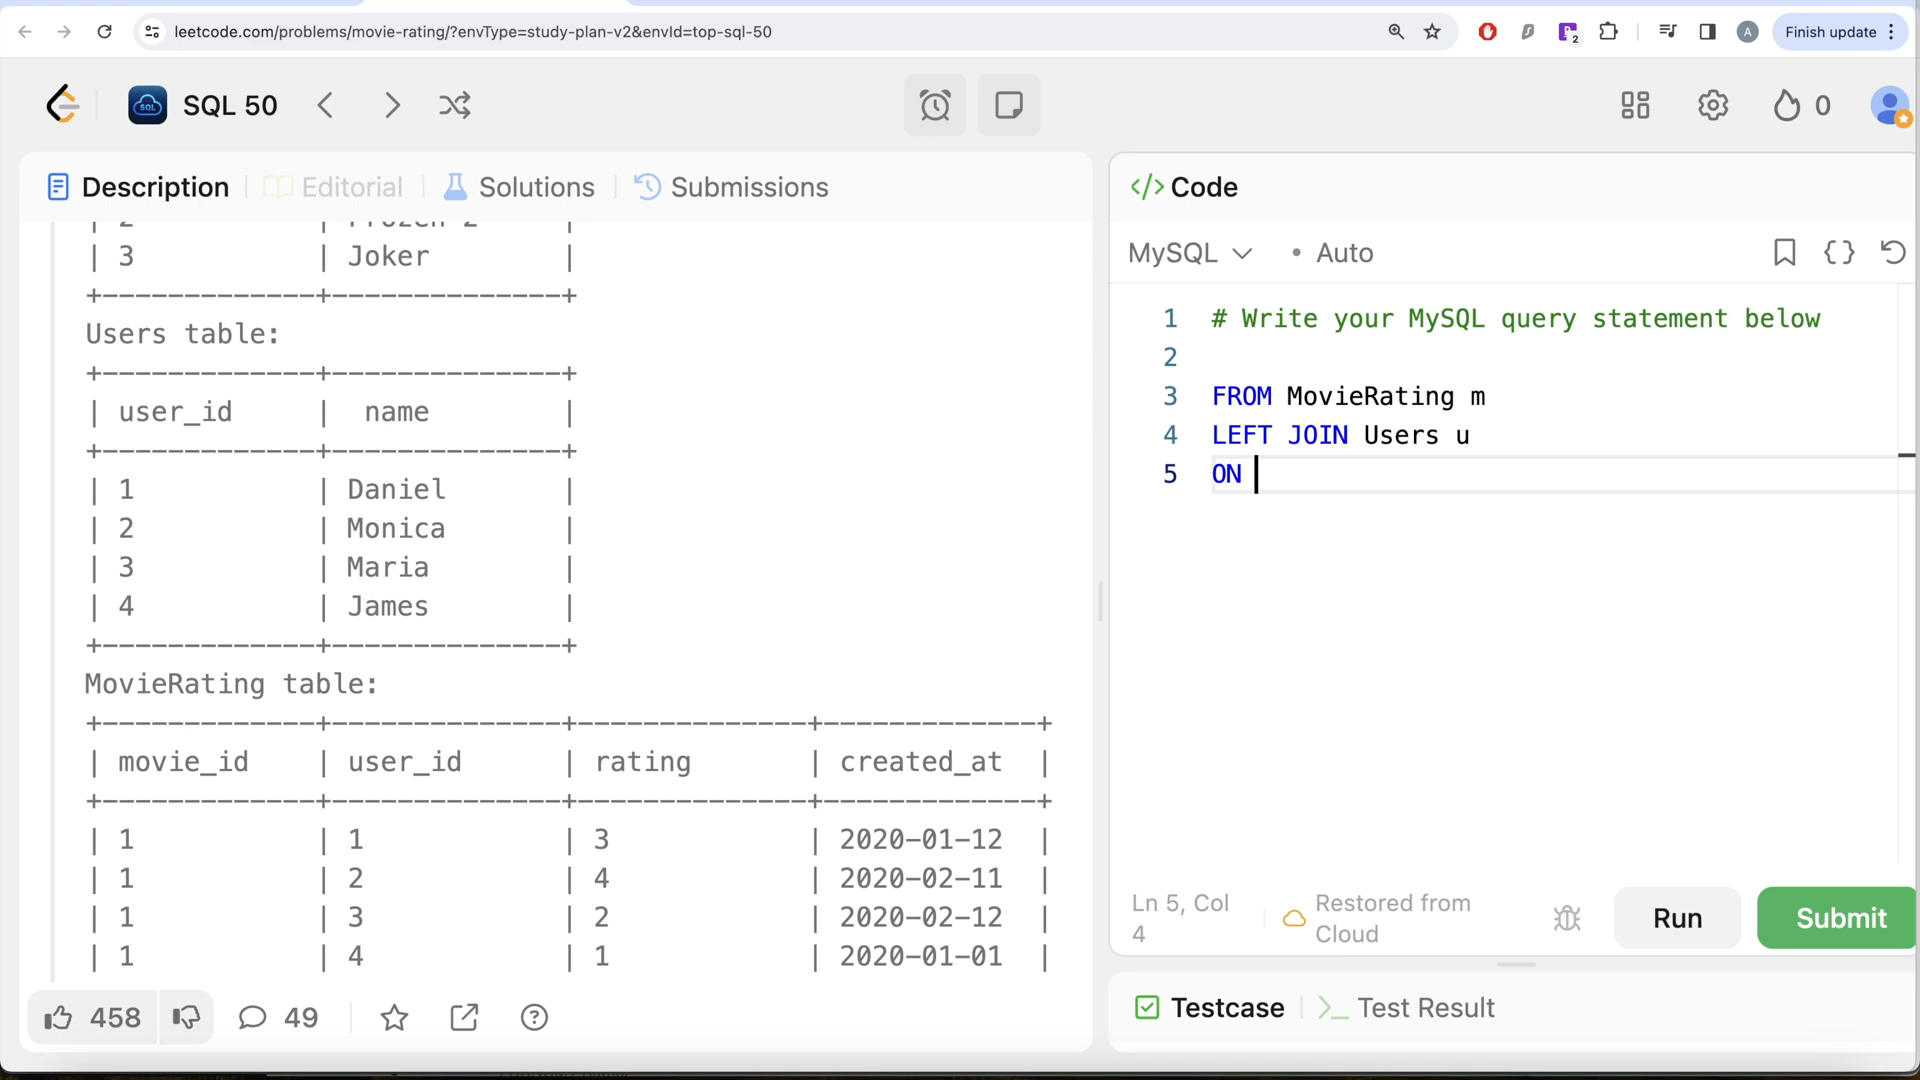 leetcode.com/problems/movie-rating/?envType=study-plan-v2&envId=top-sql-50
2
A
Finish update
SQL
SQL 50
0
Description
Editorial
Solutions
Submissions
| 2 | Frozen 2 |
| 3 | Joker |
+-------------+--------------+
Users table:
+-------------+--------------+
| user_id | name |
+-------------+--------------+
| 1 | Daniel |
| 2 | Monica |
| 3 | Maria |
| 4 | James |
+-------------+--------------+
MovieRating table:
+-------------+--------------+--------------+-------------+
| movie_id | user_id | rating | created_at |
+-------------+--------------+--------------+-------------+
| 1 | 1 | 3 | 2020-01-12 |
| 1 | 2 | 4 | 2020-02-11 |
| 1 | 3 | 2 | 2020-02-12 |
| 1 | 4 | 1 | 2020-01-01 |
458
49
</> Code
MySQL
• Auto
{}
1 # Write your MySQL query statement below
2
3 FROM MovieRating m
4 LEFT JOIN Users u
5 ON
Ln 5, Col
4
Restored from
Cloud
Run
Submit
Testcase
Test Result